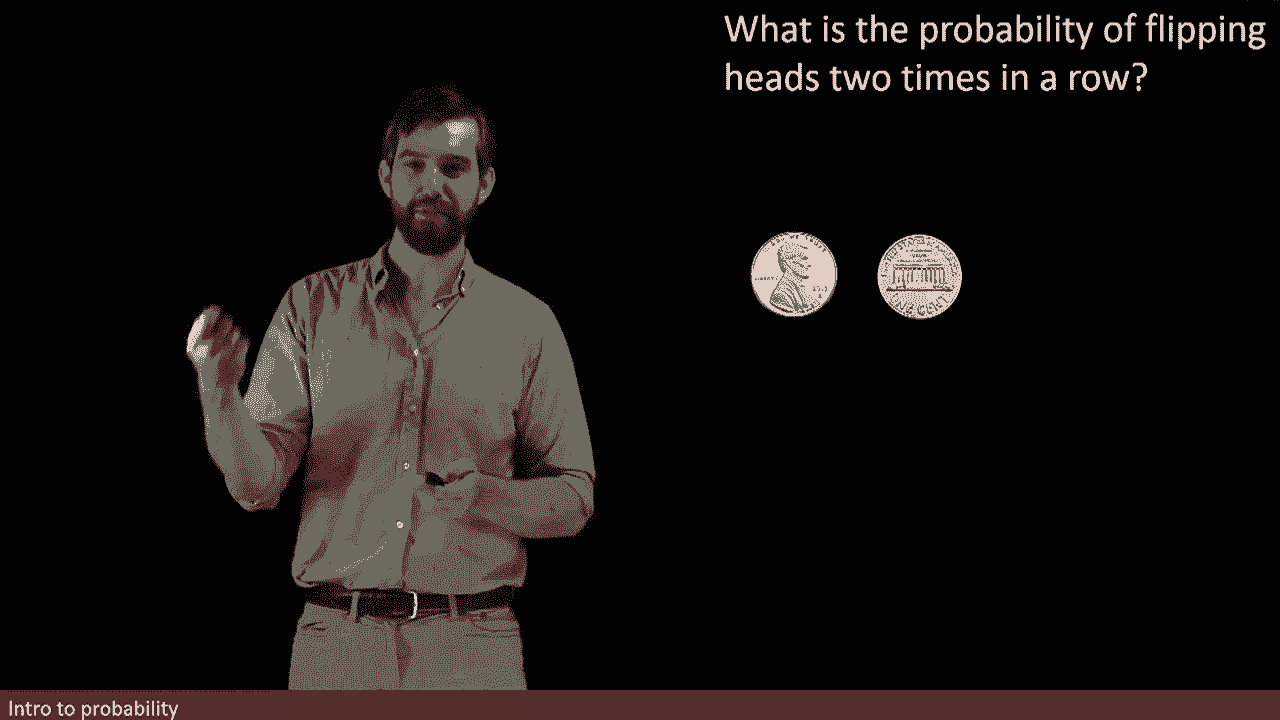 What is the probability of flipping
heads two times in a row?
Intro to probability